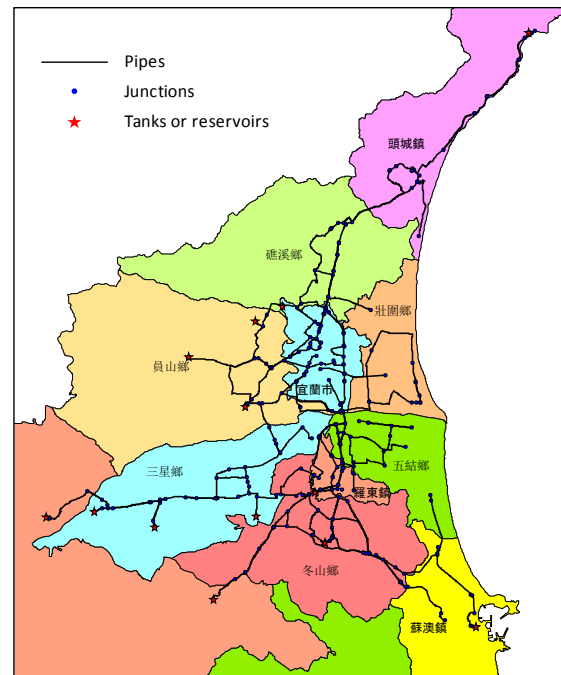 Pipes
Junctions
Tanks or reservoirs
頭城鎮
礁溪鄉
壯圍鄉
員山鄉
宜蘭市
三星鄉
五結鄉
羅東鎮
冬山鄉
蘇澳鎮